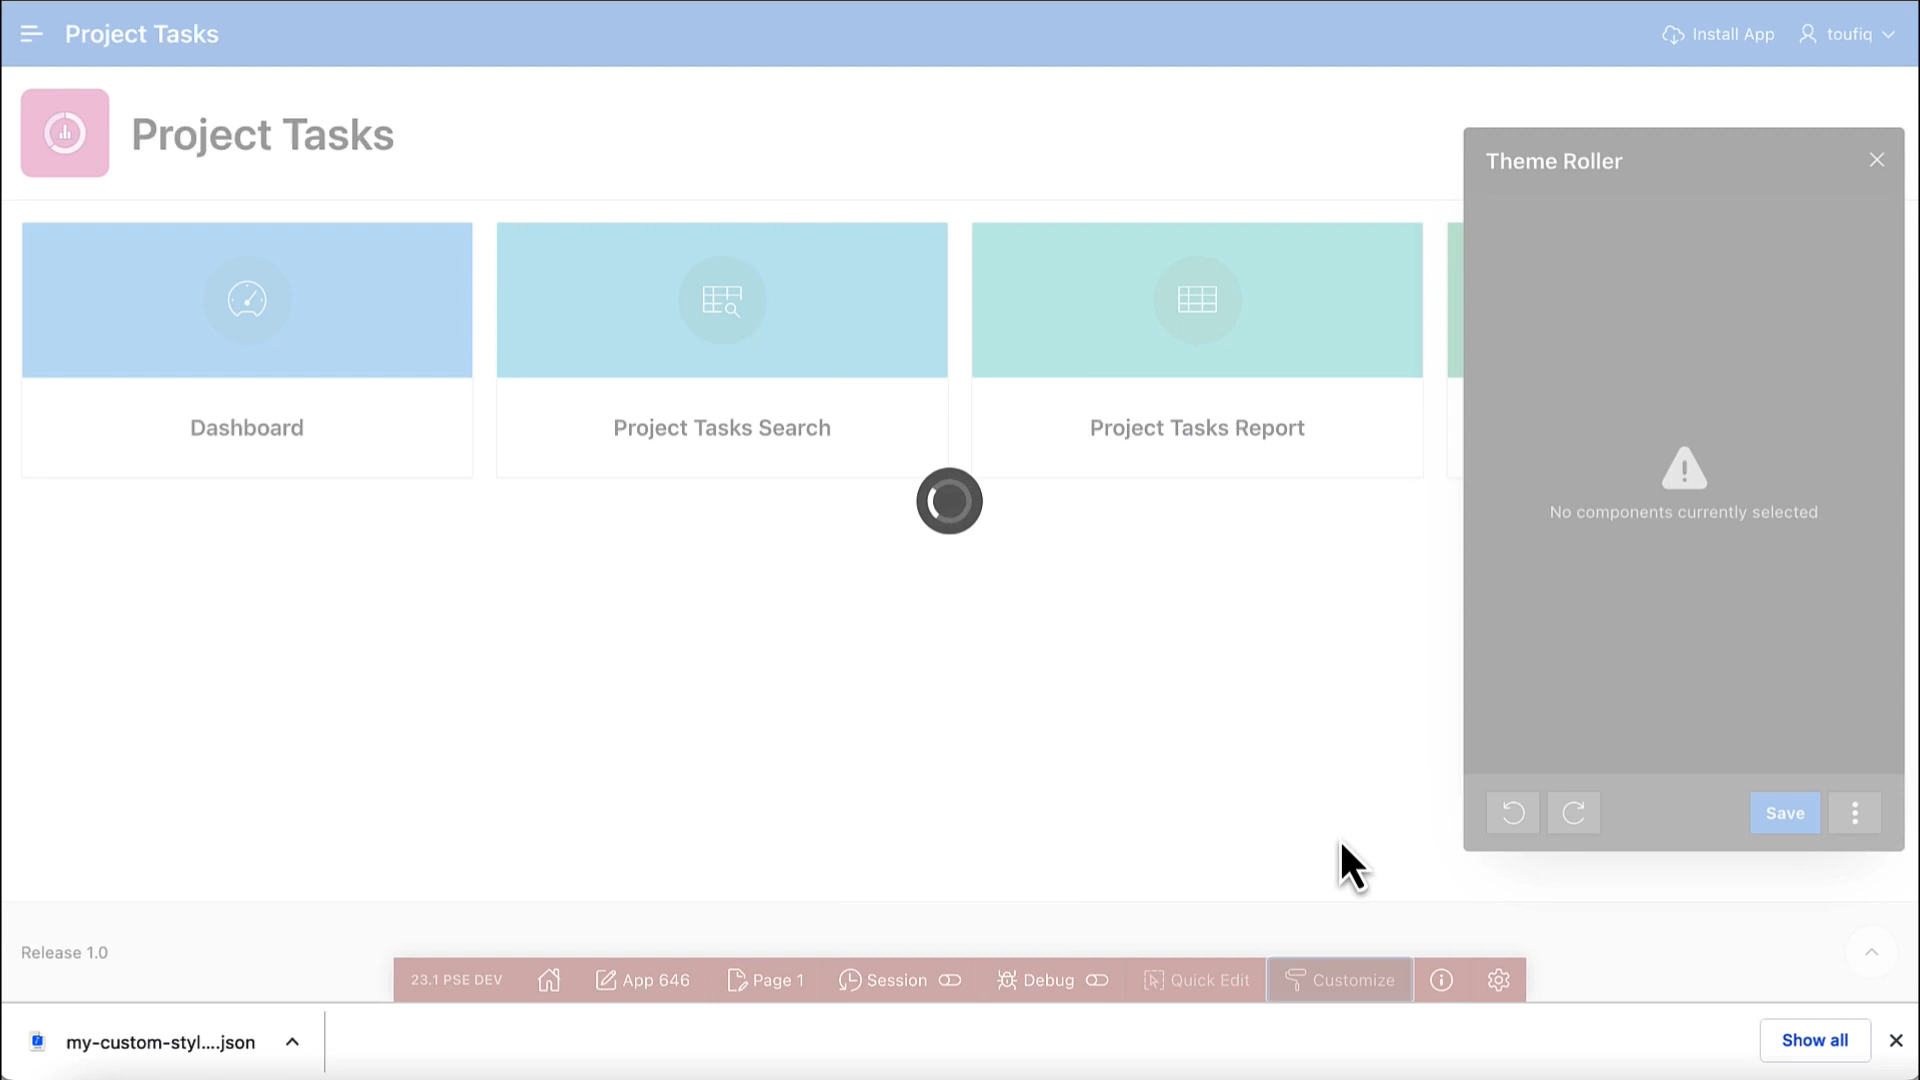 Project Tasks
Install App
toufiq
Project Tasks
Theme Roller
Dashboard
Project Tasks Search
Project Tasks Report
No components currently selected
Save
Release 1.0
23.1 PSE DEV
App 646
Page 1
Session
Debug
Quick Edit
Customize
my-custom-styl....json
Show all